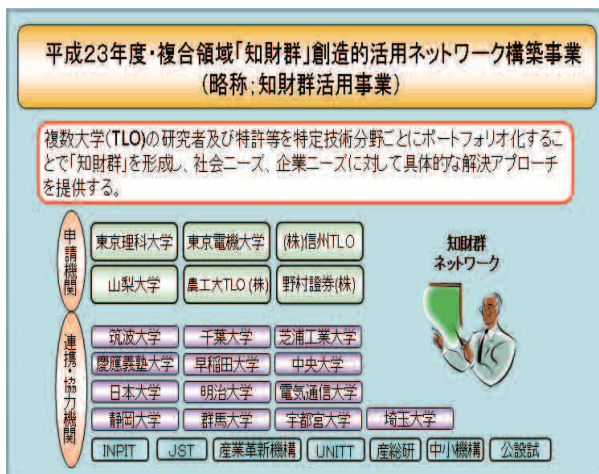 平成23年度・複合領域「知財群」創造的活用ネットワーク構築事業
(略称;知財群活用事業)
複数大学(TLO)の研究者及び特許等を特定技術分野ごとにポートフォリオ化するこ
とで「知財群」を形成し、社会ニーズ、企業ニーズに対して具体的な解決アプローチ
を提供する。
申請機関
東京理科大学 東京電機大学 (株)信州TLO
山梨大学 農工大TLO(株) 野村證券(株)
知財群
ネットワーク
連携・協力機関
筑波大学 千葉大学 芝浦工業大学
慶應義塾大学 早稲田大学 中央大学
日本大学 明治大学 電気通信大学
静岡大学 群馬大学 宇都宮大学 埼玉大学
INPIT JST 産業革新機構 UNITT 産総研 中小機構 公設試